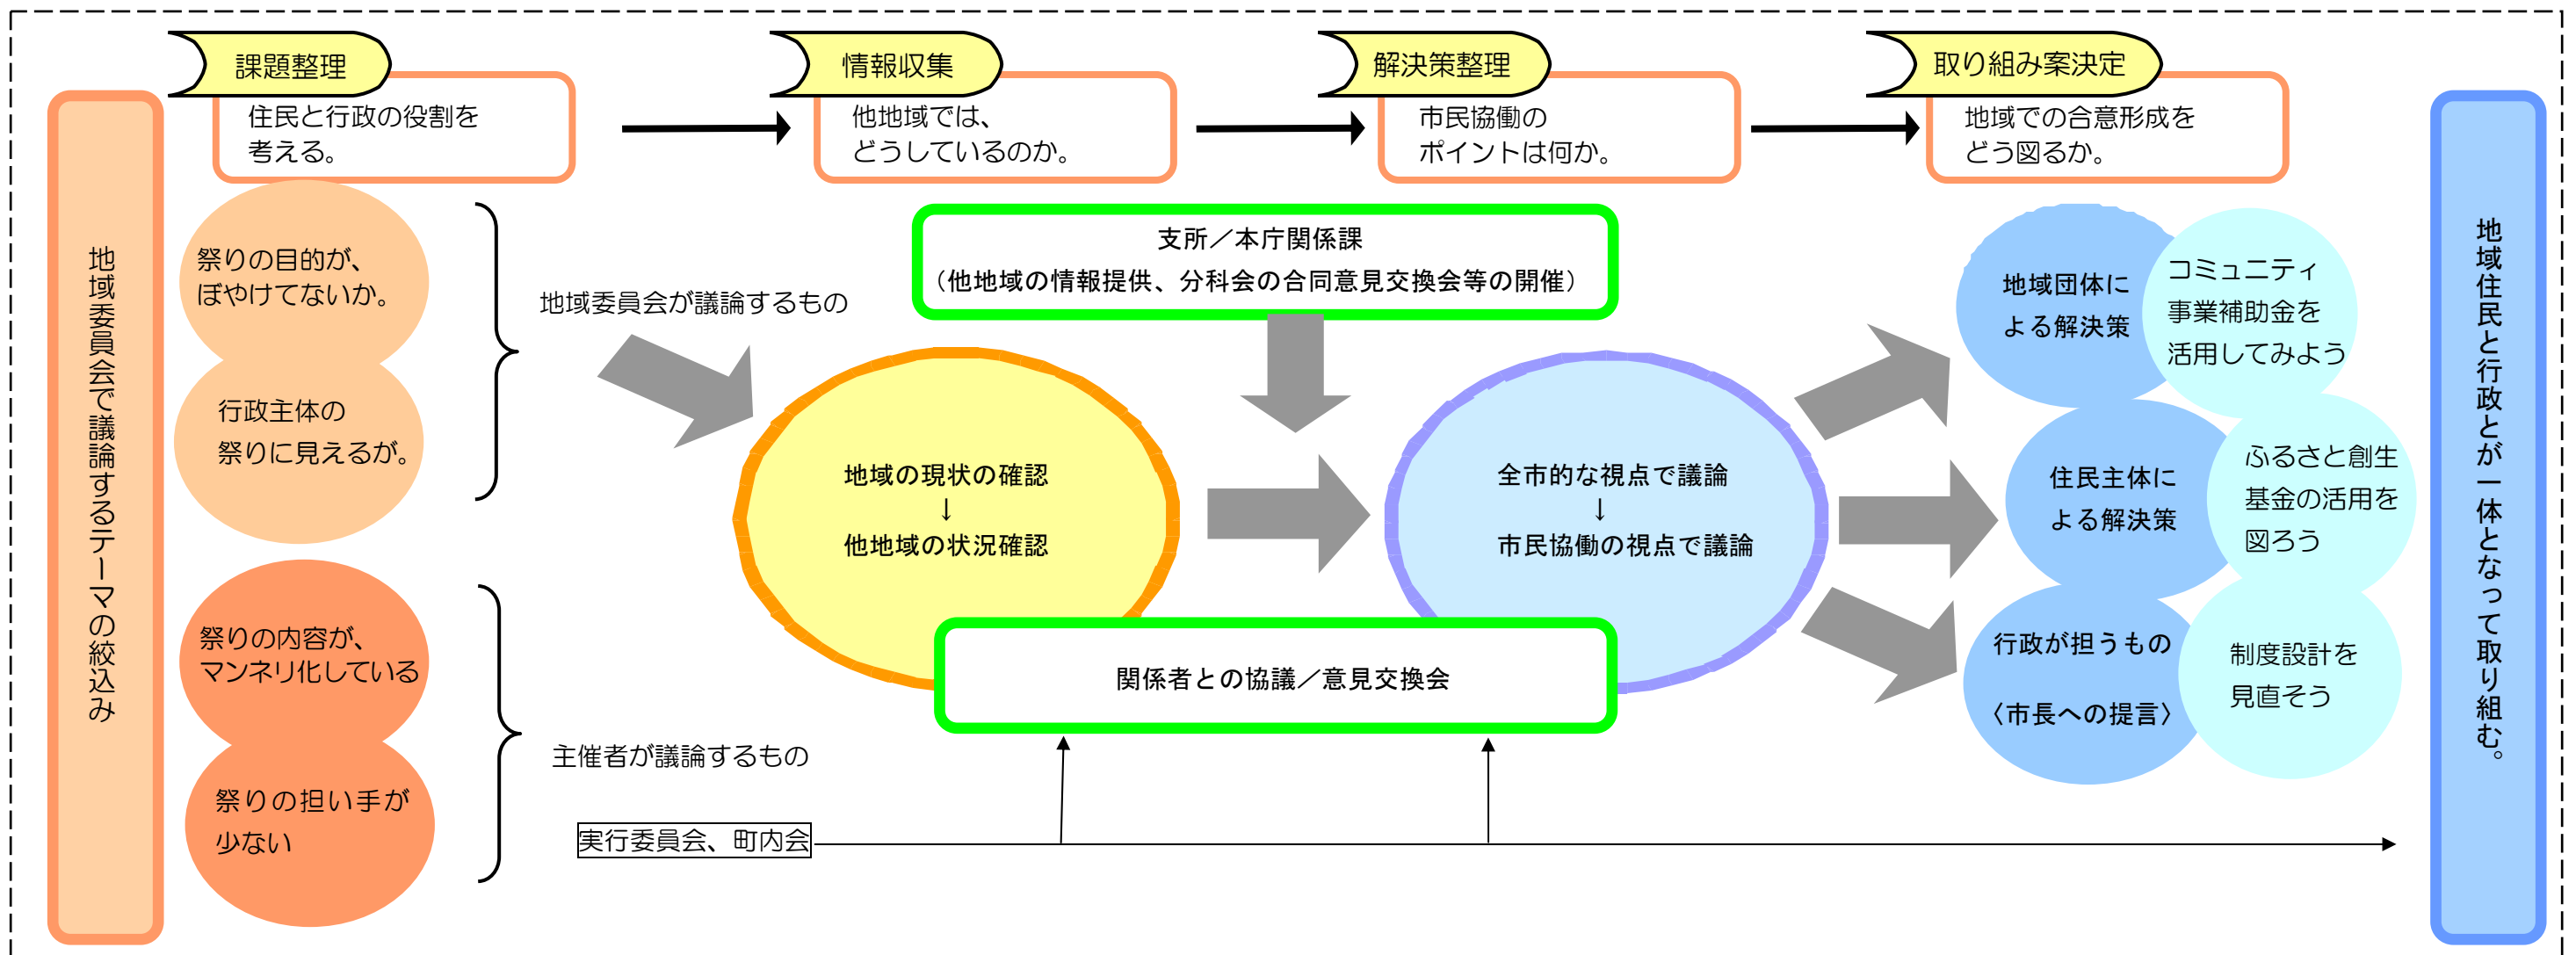 課題整理
住民と行政の役割を
考える。
情報収集
他地域では、
どうしているのか。
解決策整理
市民協働の
ポイントは何か。
取り組み案決定
地域での合意形成を
どう図るか。
地域委員会で議論するテーマの絞込み
祭りの目的が、
ぼやけてないか。
行政主体の
祭りに見えるが。
地域委員会が議論するもの
祭りの内容が、
マンネリ化している
祭りの担い手が
少ない
主催者が議論するもの
実行委員会、町内会
支所／本庁関係課
（他地域の情報提供、分科会の合同意見交換会等の開催）
地域の現状の確認
↓
他地域の状況確認
全市的な視点で議論
↓
市民協働の視点で議論
関係者との協議／意見交換会
地域団体に
よる解決策
コミュニティ
事業補助金を
活用してみよう
住民主体に
よる解決策
ふるさと創生
基金の活用を
図ろう
行政が担うもの
〈市長への提言〉
制度設計を
見直そう
地域住民と行政とが一体となって取り組む。